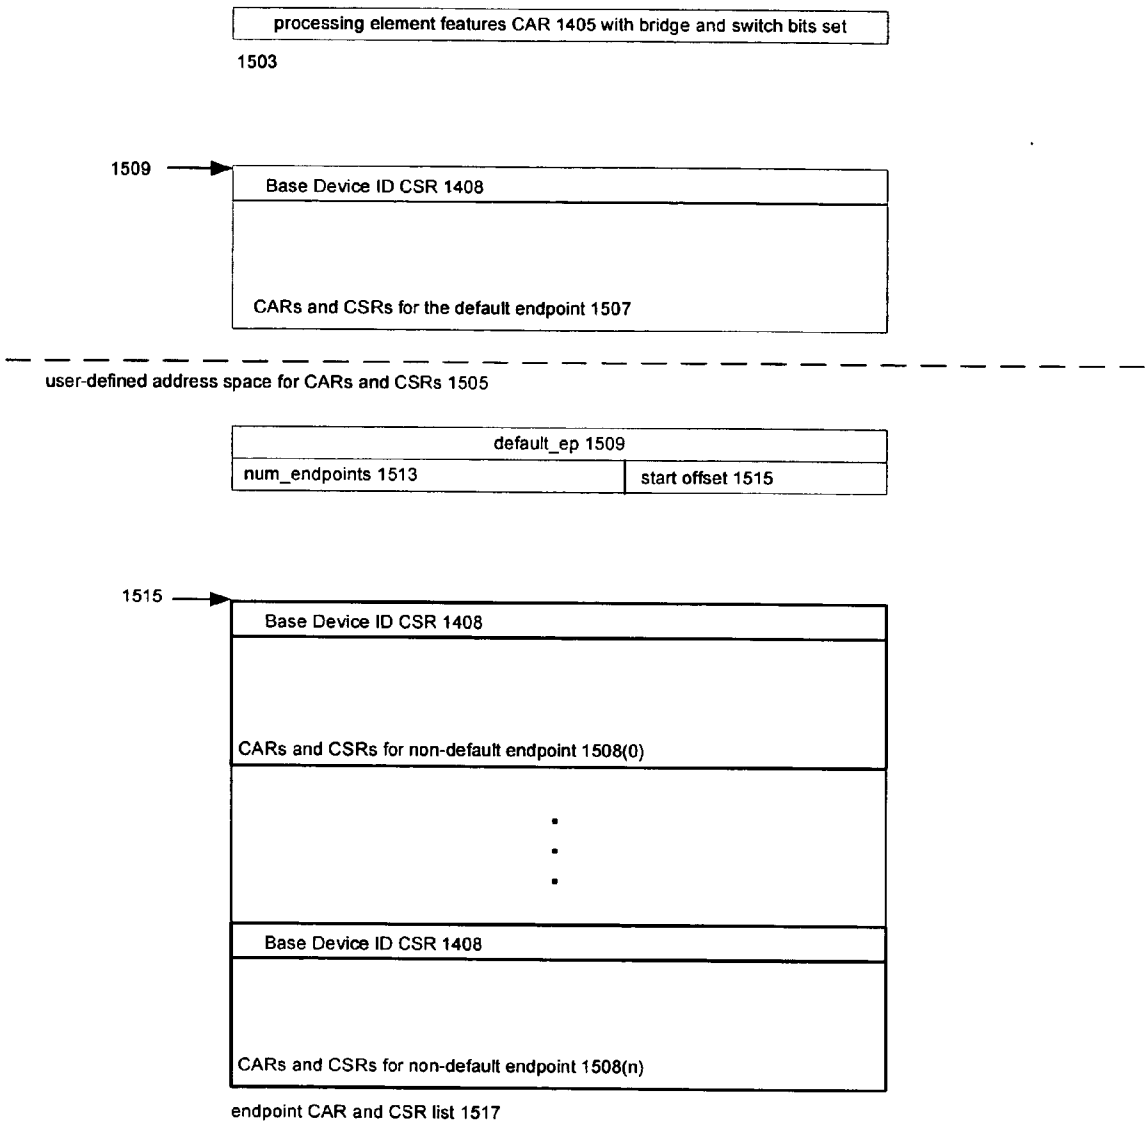 processing element features CAR 1405 with bridge and switch bits set
1503
1509
Base Device ID CSR 1408
CARs and CSRs for the default endpoint 1507
user-defined address space for CARs and CSRs 1505
default_ep 1509
num_endpoints 1513
start offset 1515
1515
Base Device ID CSR 1408
CARs and CSRs for non-default endpoint 1508(0)
Base Device ID CSR 1408
CARs and CSRs for non-default endpoint 1508(n)
endpoint CAR and CSR list 1517